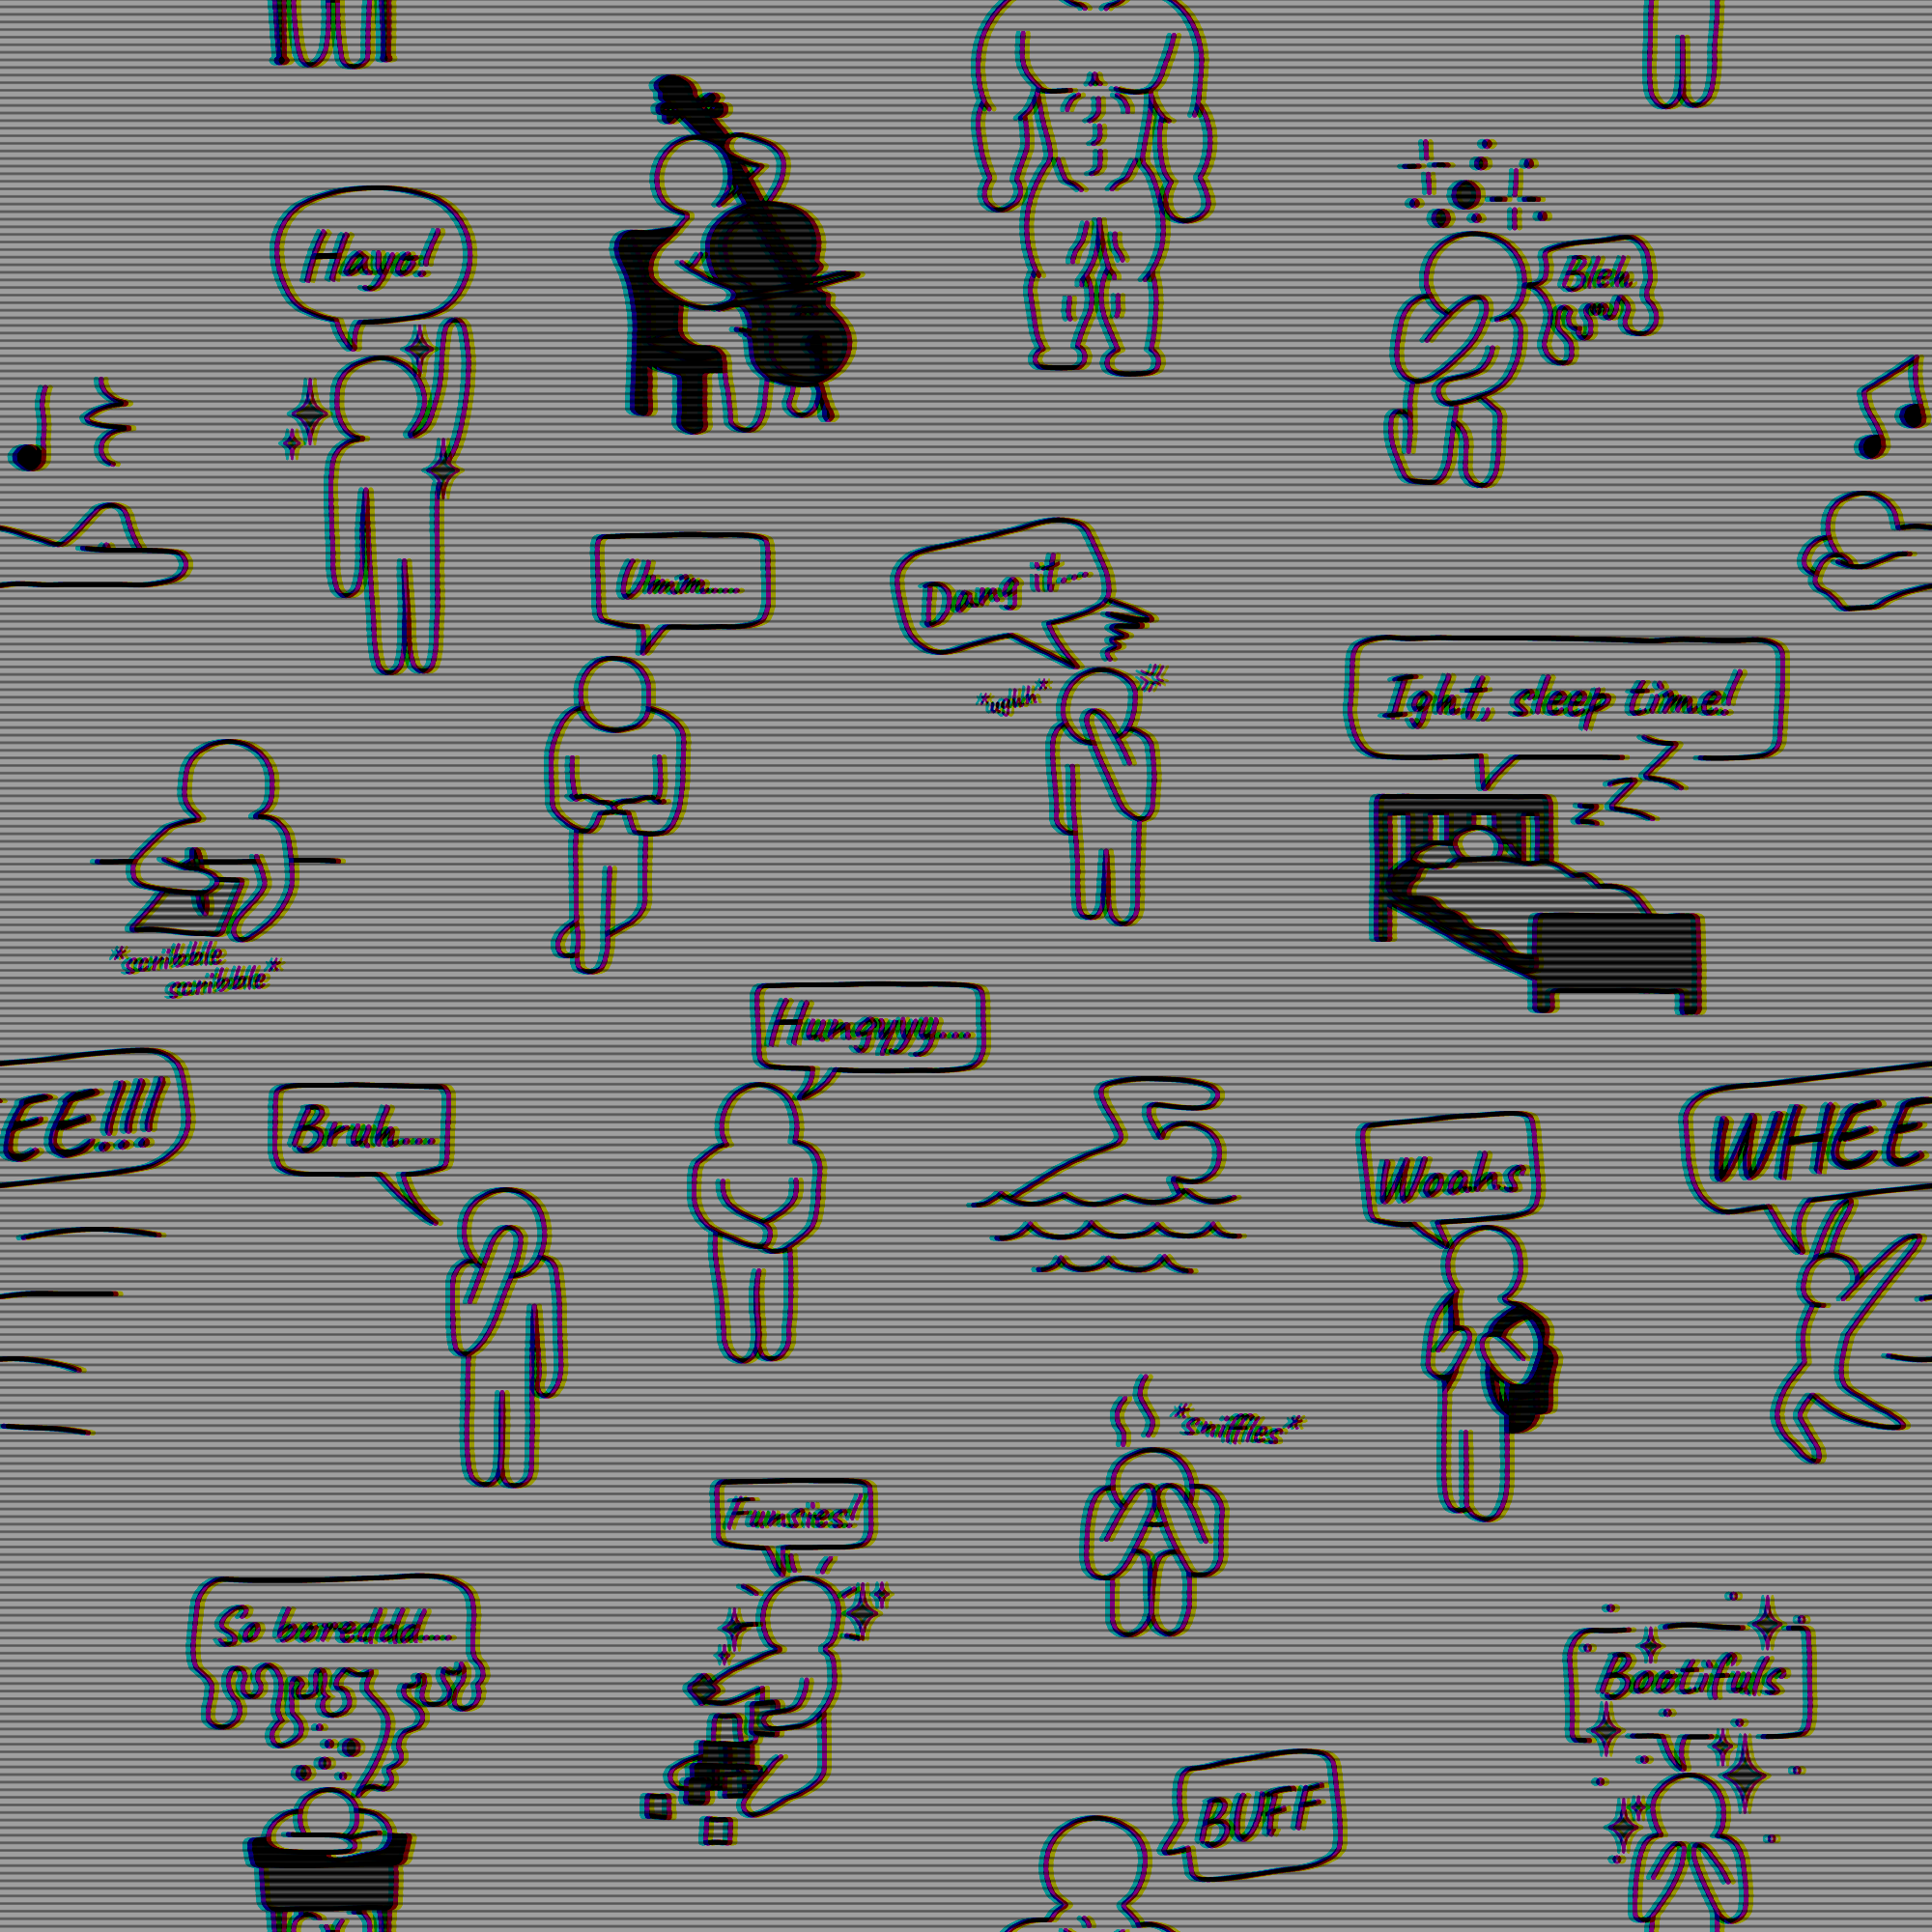 Hayo!
Bleh
Umm.....
Dang it....
*ughh*
Ight, sleep time!
z z z
*scribble
scribble*
Hungyyy....
EE!!!
Bruh....
Woahs
WHEE
*sniffles*
Funsies!
So boreddd....
Bootifuls
BUFF